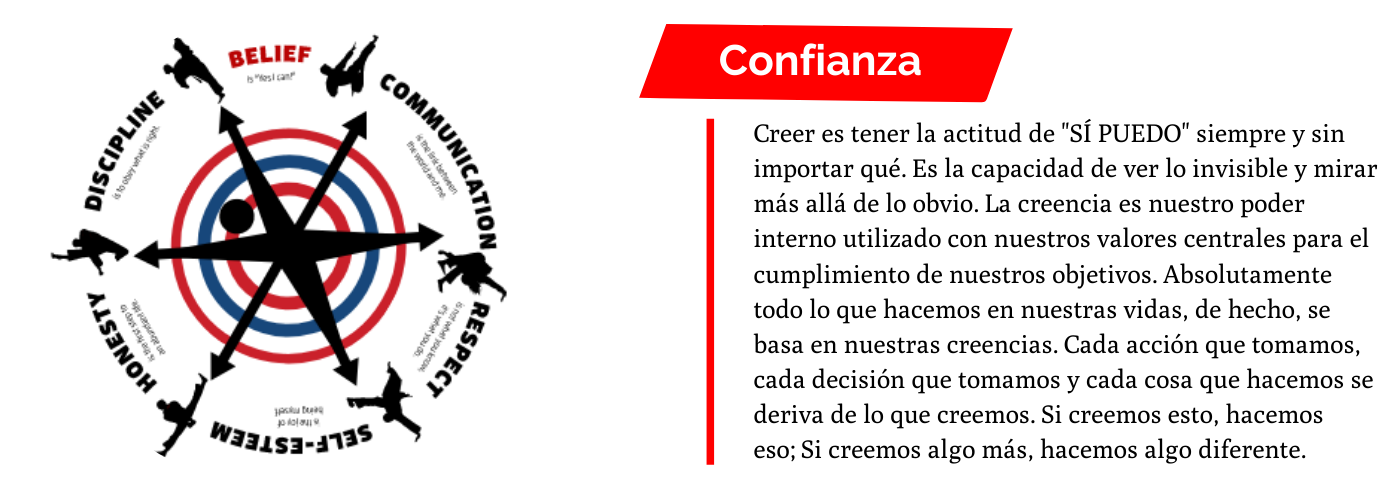 BELIEF
is "Yes I can!"
COMMUNICATION
is the link between
the world and me.
RESPECT
is not what you know,
it's what you do.
SELF-ESTEEM
is the joy of
being myself.
HONESTY
is the first step to
an abundant life.
DISCIPLINE
is to obey what is right.
Confianza
Creer es tener la actitud de "SÍ PUEDO" siempre y sin
importar qué. Es la capacidad de ver lo invisible y mirar
más allá de lo obvio. La creencia es nuestro poder
interno utilizado con nuestros valores centrales para el
cumplimiento de nuestros objetivos. Absolutamente
todo lo que hacemos en nuestras vidas, de hecho, se
basa en nuestras creencias. Cada acción que tomamos,
cada decisión que tomamos y cada cosa que hacemos se
deriva de lo que creemos. Si creemos esto, hacemos
eso; Si creemos algo más, hacemos algo diferente.